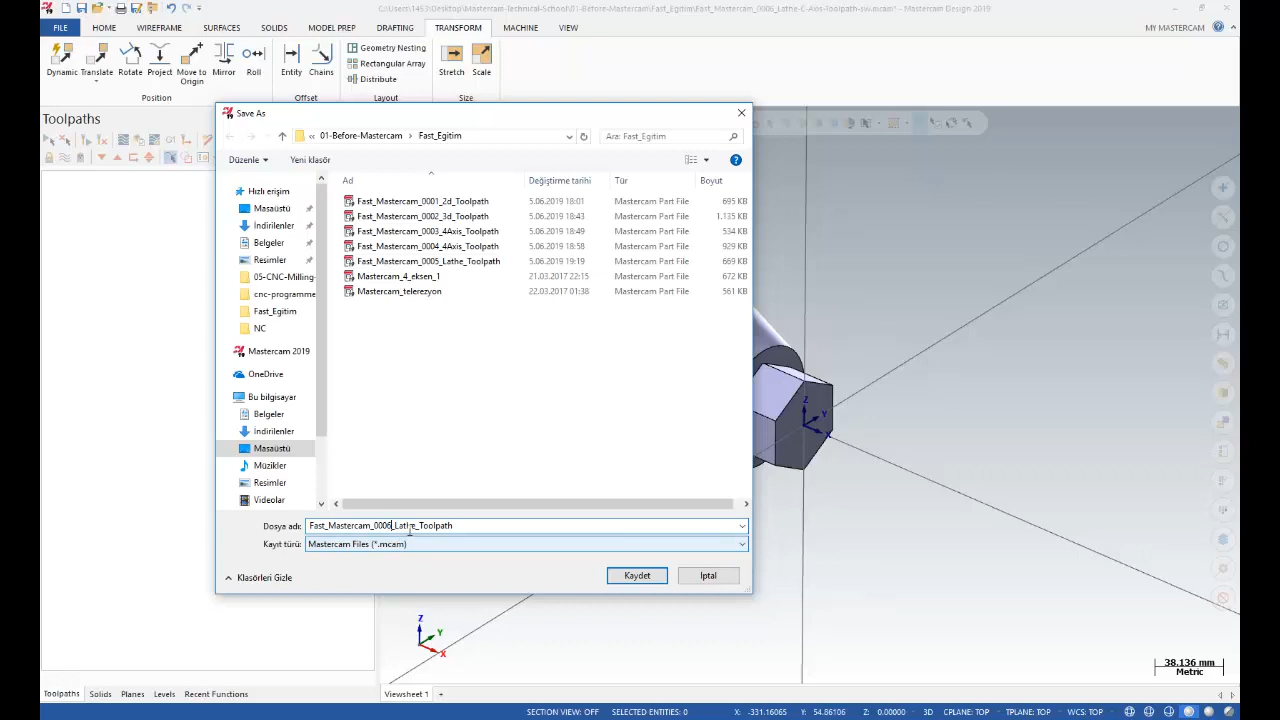 C:\Users\1453\Desktop\Mastercam-Technical-School\01-Before-Mastercam\Fast_Egitim\Fast_Mastercam_0006_Lathe-C-Axis-Toolpath-sıv.mcam* - Mastercam Design 2019
FILE HOME WIREFRAME SURFACES SOLIDS MODEL PREP DRAFTING TRANSFORM MACHINE VIEW MY MASTERCAM
Dynamic Translate Rotate Project Move to Origin Mirror Roll Entity Chains Geometry Nesting Stretch Scale
Rectangular Array
Distribute
Position Offset Layout Size
Toolpaths
Save As
« 01-Before-Mastercam › Fast_Egitim Ara: Fast_Egitim
Düzenle Yeni klasör
Ad Değiştirme tarihi Tür Boyut
Fast_Mastercam_0001_2d_Toolpath 5.06.2019 18:01 Mastercam Part File 695 KB
Fast_Mastercam_0002_3d_Toolpath 5.06.2019 18:43 Mastercam Part File 1.135 KB
Fast_Mastercam_0003_4Axis_Toolpath 5.06.2019 18:49 Mastercam Part File 534 KB
Fast_Mastercam_0004_4Axis_Toolpath 5.06.2019 18:58 Mastercam Part File 929 KB
Fast_Mastercam_0005_Lathe_Toolpath 5.06.2019 19:19 Mastercam Part File 669 KB
Mastercam_4_eksen_1 21.03.2017 22:15 Mastercam Part File 672 KB
Mastercam_telerezyon 22.03.2017 01:38 Mastercam Part File 561 KB
Hızlı erişim
Masaüstü
İndirilenler
Belgeler
Resimler
05-CNC-Milling-
cnc-programme
Fast_Egitim
NC
Mastercam 2019
OneDrive
Bu bilgisayar
Belgeler
İndirilenler
Masaüstü
Müzikler
Resimler
Videolar
Dosya adı: Fast_Mastercam_0006_Lathe_Toolpath
Kayıt türü: Mastercam Files (*.mcam)
Klasörleri Gizle Kaydet İptal
Z Y X
Z Y X
38.136 mm
Metric
Toolpaths Solids Planes Levels Recent Functions Viewsheet 1 +
SECTION VIEW: OFF SELECTED ENTITIES: 0 X: -331.16065 Y: 54.86106 Z: 0.00000 3D CPLANE: TOP TPLANE: TOP WCS: TOP